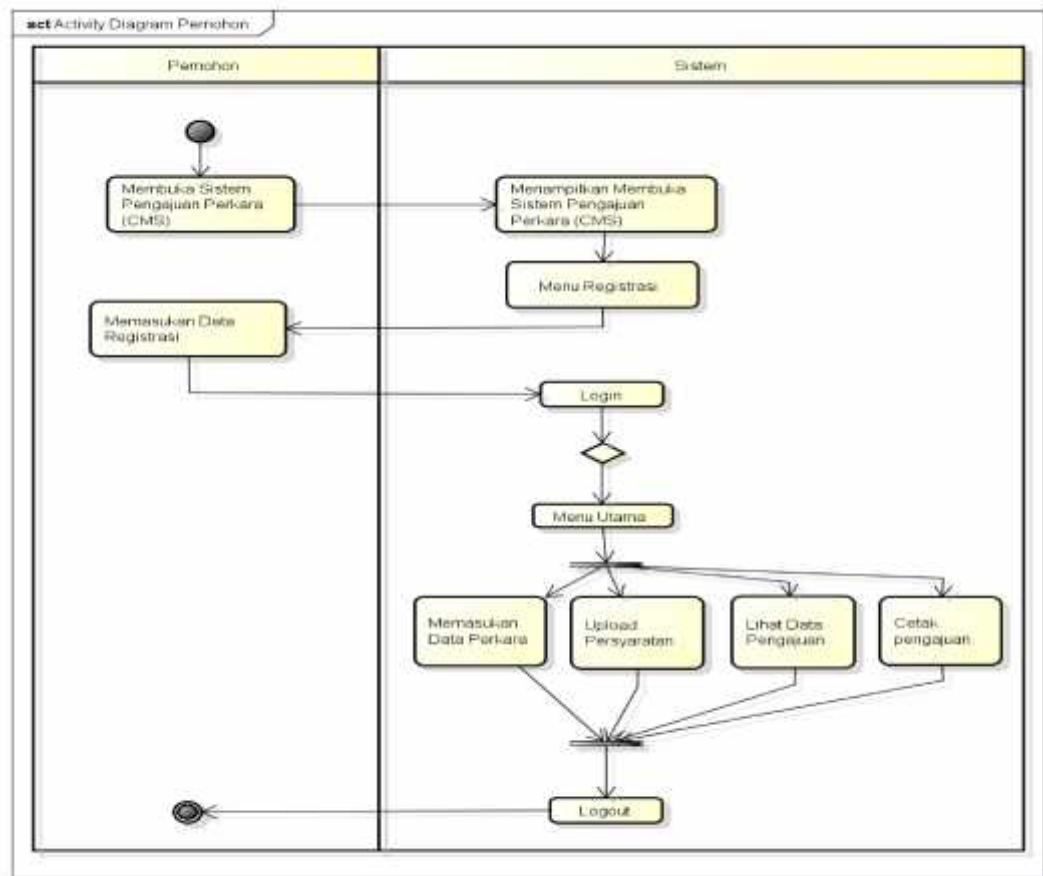 act Activity Diagram Pemohon
Pemohon
Sistem
Membuka Sistem
Pengajuan Perkara
(CMS)
Menampilkan Membuka
Sistem Pengajuan
Perkara (CMS)
Menu Registrasi
Memasukan Data
Registrasi
Login
Menu Utama
Memasukan
Data Perkara
Upload
Persyaratan
Lihat Data
Pengajuan
Cetak
pengajuan
Logout